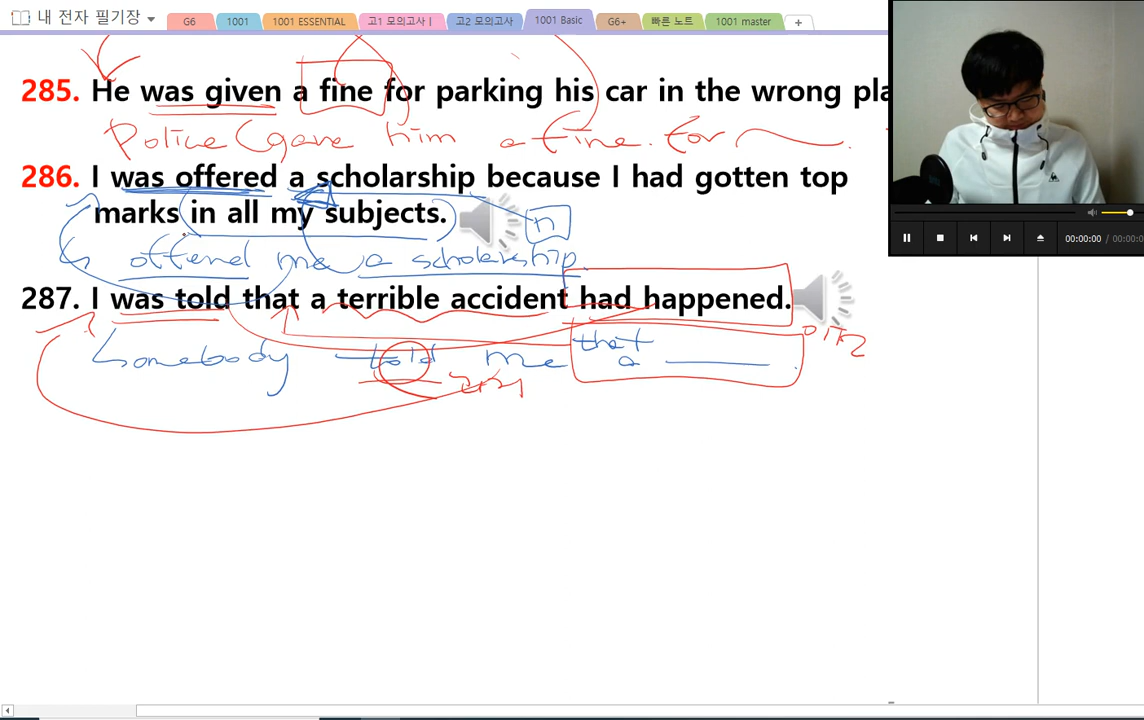 내 전자 필기장
G6 1001 1001 ESSENTIAL 고1 모의고사 I 고2 모의고사 1001 Basic G6+ 빠른 노트 1001 master +
285. He was given a fine for parking his car in the wrong pla
Police gave him a fine. for
286. I was offered a scholarship because I had gotten top
marks in all my subjects.
n
offered me a scholarship.
287. I was told that a terrible accident had happened.
that
Somebody told me a
00:00:00 / 00:00:0